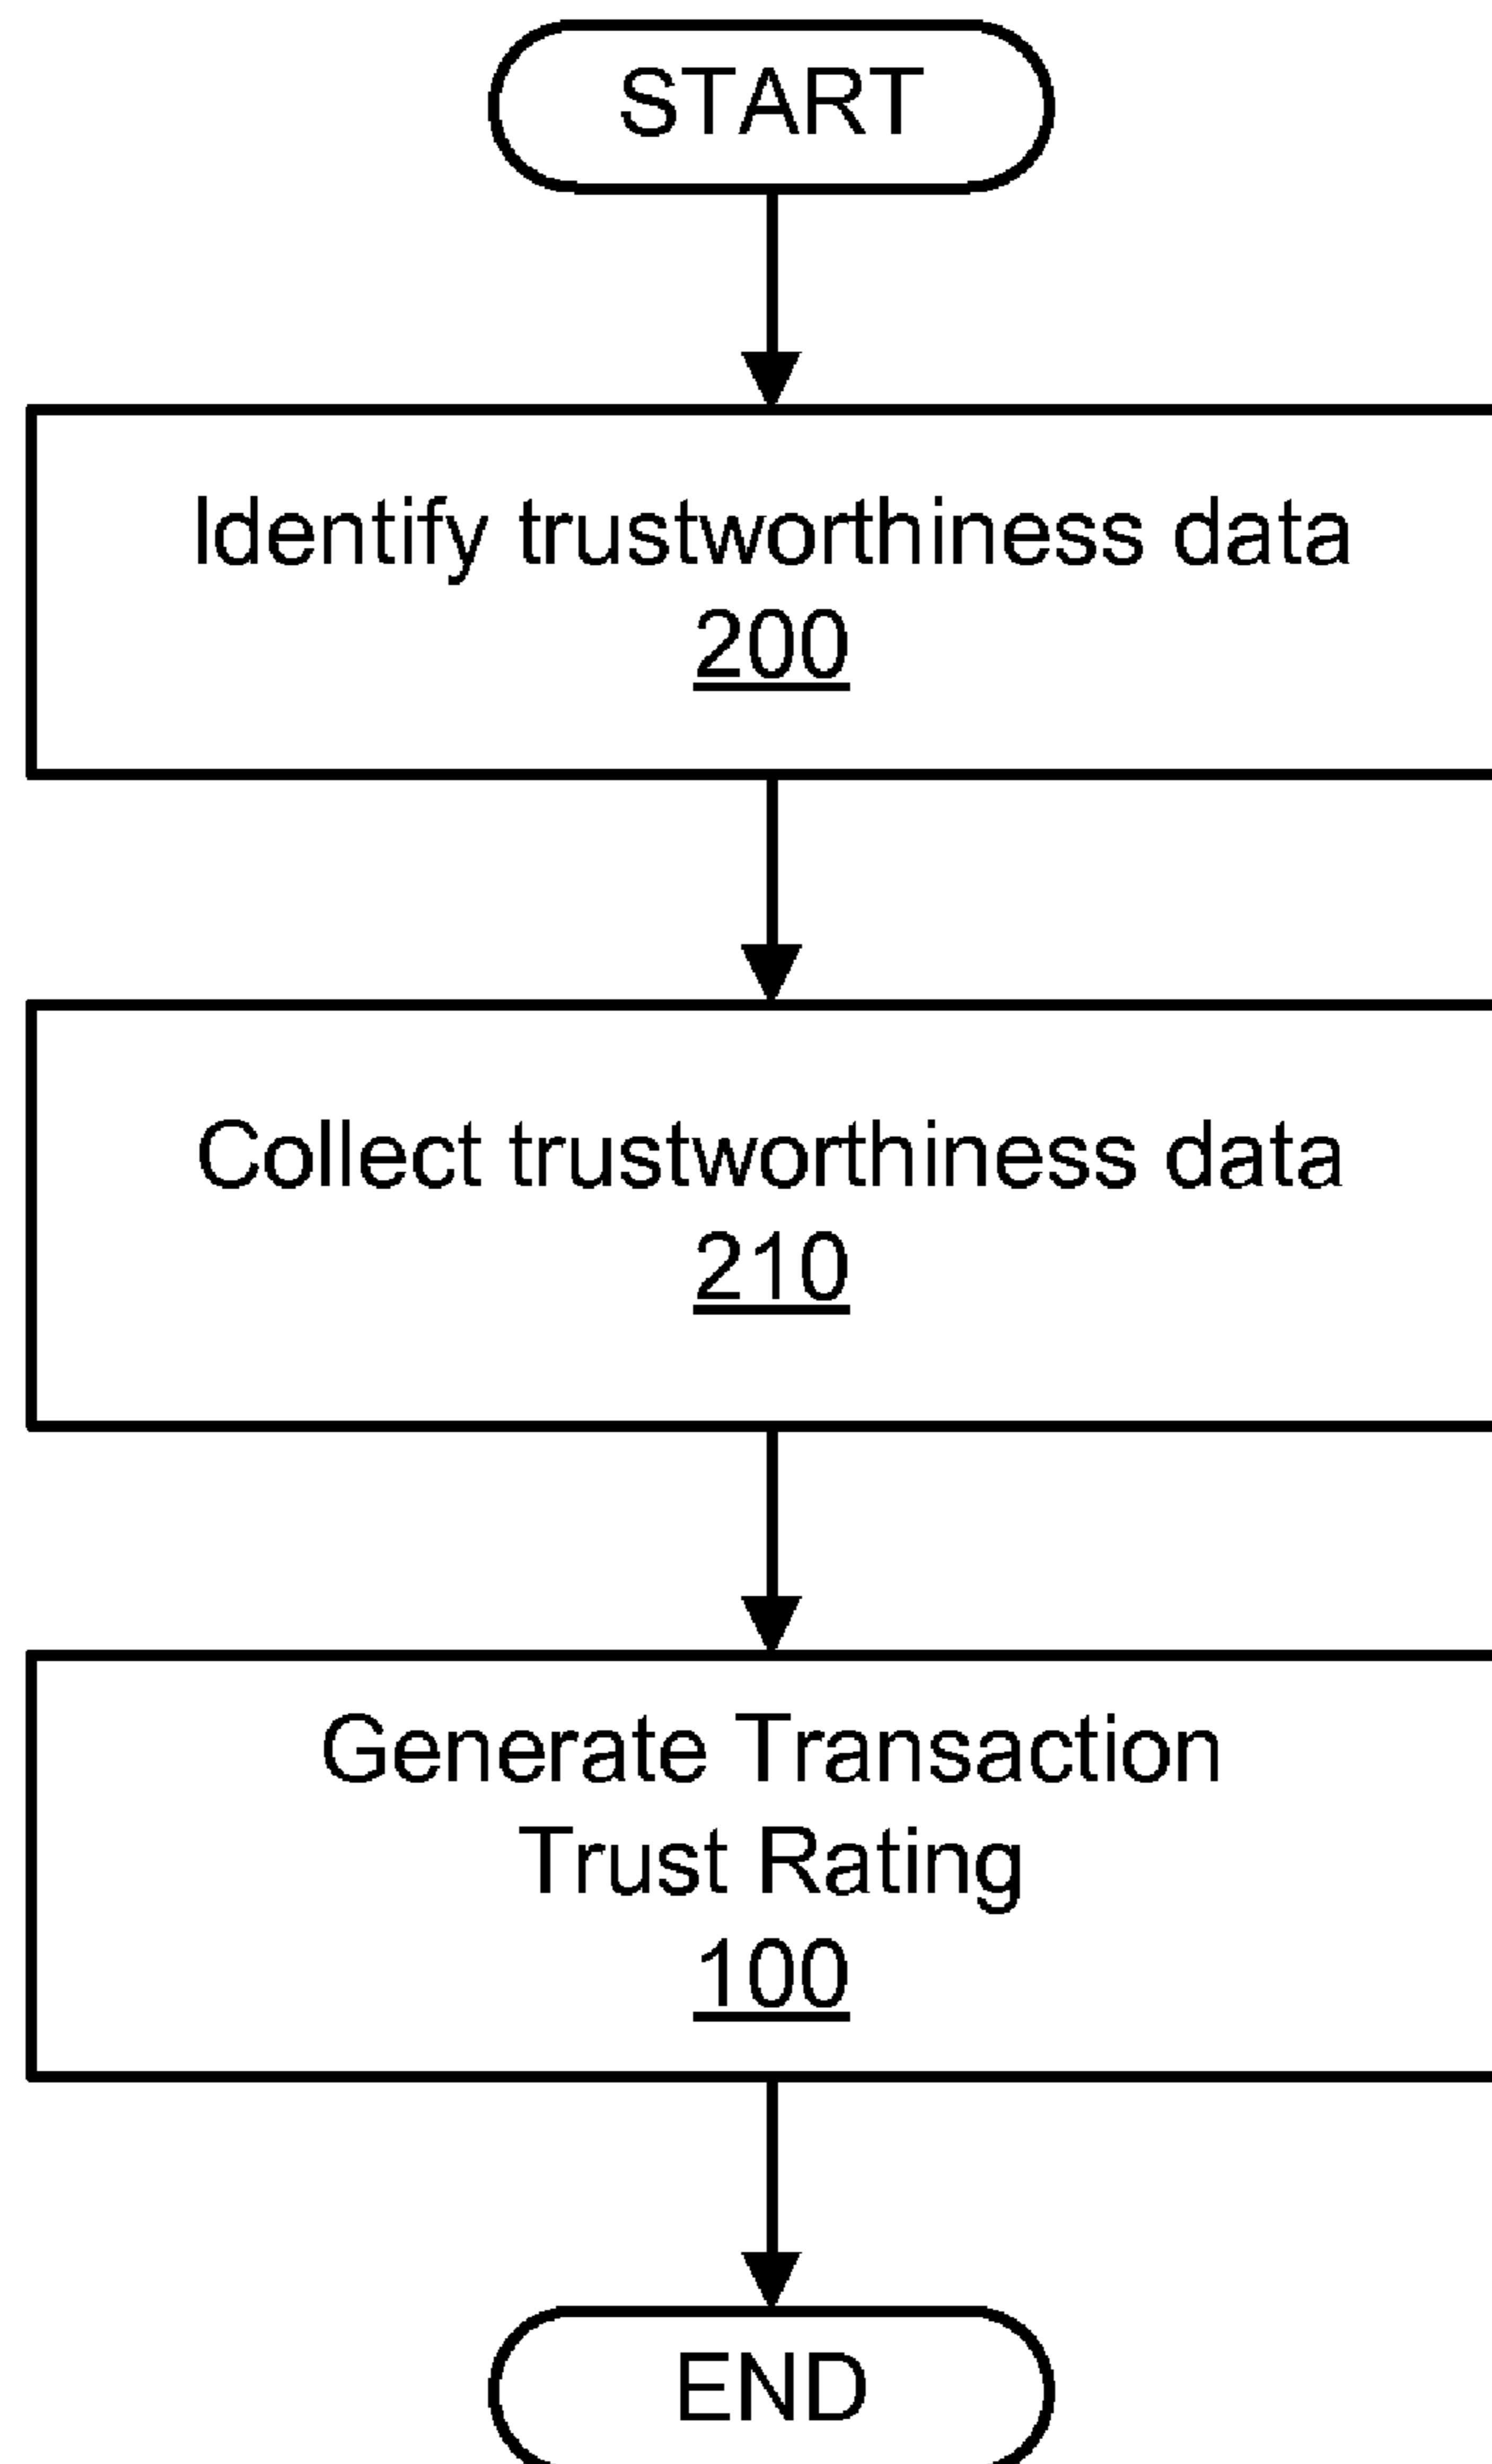 START
Identify trustworthiness data
200
Collect trustworthiness data
210
Generate Transaction
Trust Rating
100
END